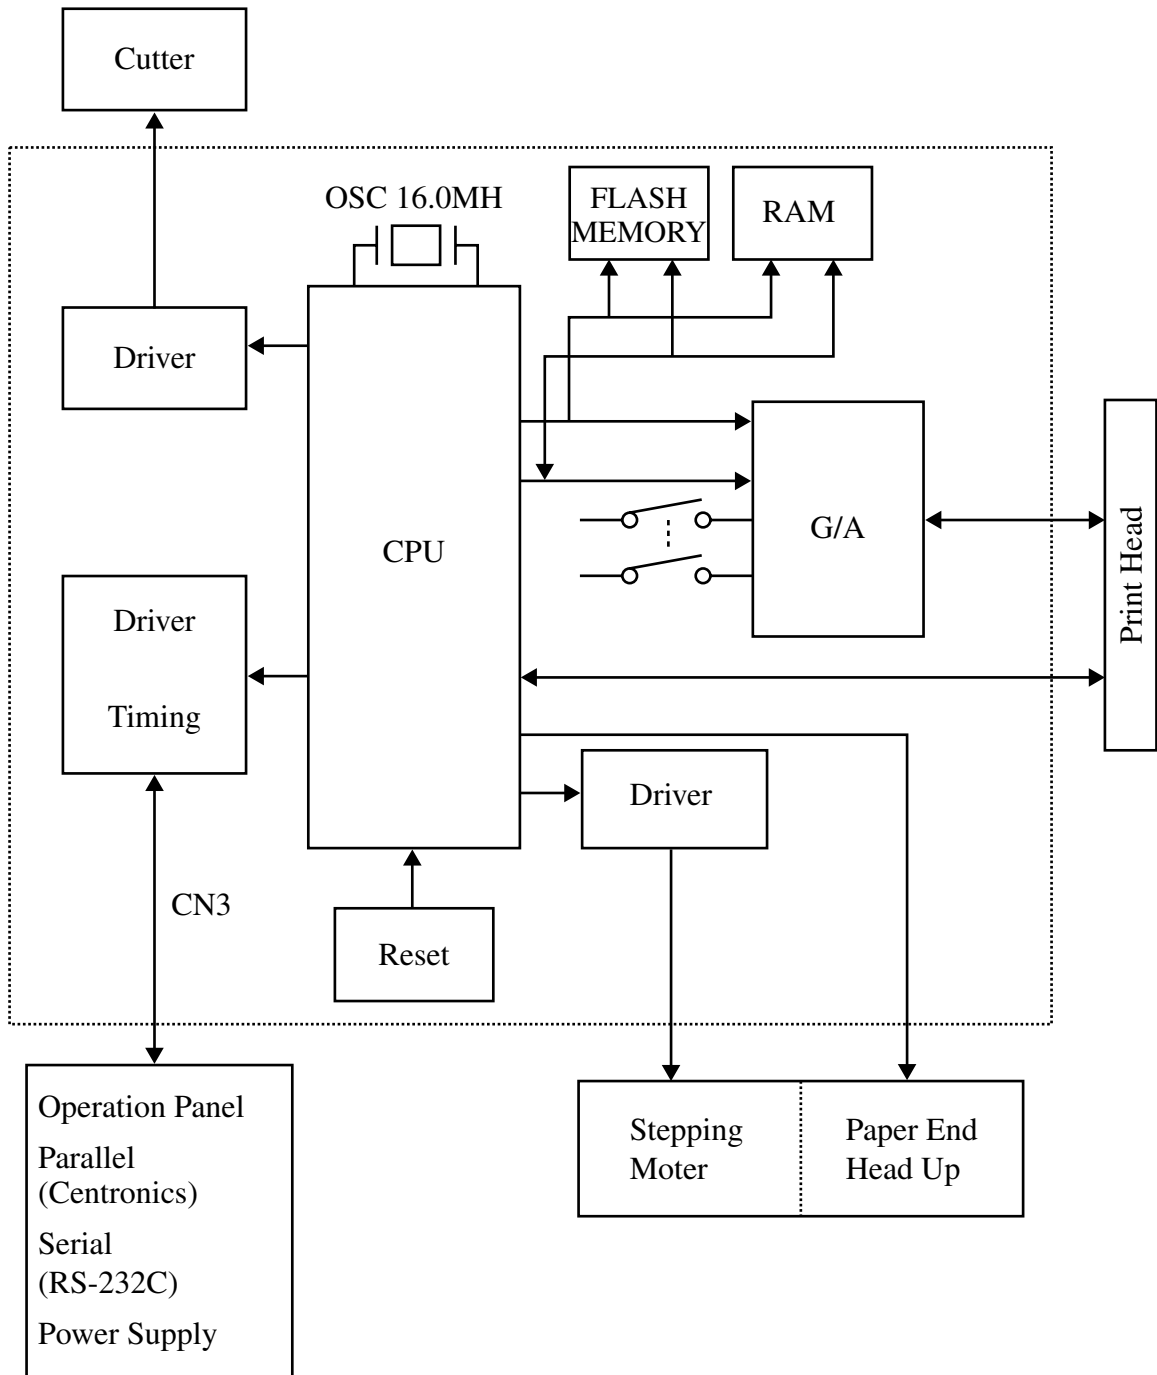 Cutter
OSC 16.0MH
FLASH
MEMORY
RAM
Driver
CPU
G/A
Print Head
Driver
Timing
Driver
CN3
Reset
Operation Panel
Parallel
(Centronics)
Serial
(RS-232C)
Power Supply
Stepping
Moter
Paper End
Head Up